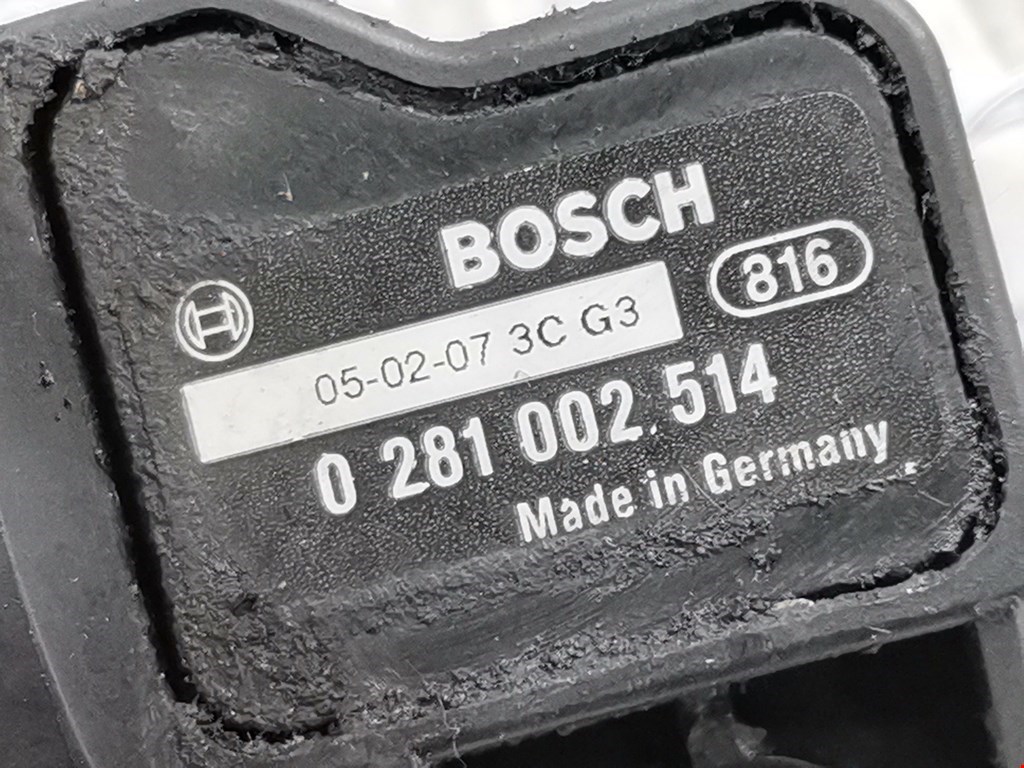 BOSCH
816
05-02-07 3C G3
0 281 002 514
Made in Germany